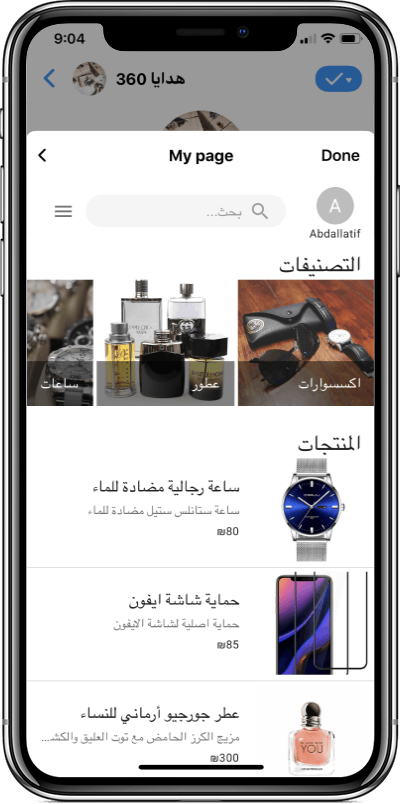 9:04
هدايا 360
My page
Done
بحث...
A
Abdallatif
التصنيفات
اكسسوارات
عطور
ساعات
المنتجات
ساعة رجالية مضادة للماء
ساعة ستانلس ستيل مضادة للماء
₪80
حماية شاشة ايفون
حماية اصلية لشاشة الايفون
₪85
عطر جورجيو أرماني للنساء
مزيج الكرز الحامض مع توت العليق والكشـ...
₪300
YOU